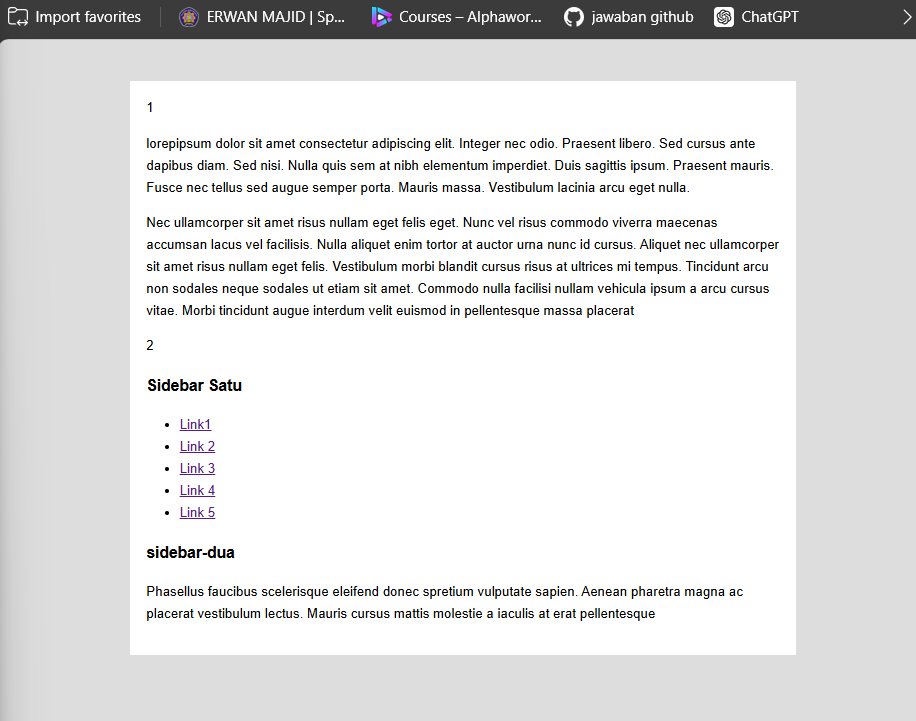 Import favorites
ERWAN MAJID | Sp...
Courses – Alphawor...
jawaban github
ChatGPT
1
lorepipsum dolor sit amet consectetur adipiscing elit. Integer nec odio. Praesent libero. Sed cursus ante
dapibus diam. Sed nisi. Nulla quis sem at nibh elementum imperdiet. Duis sagittis ipsum. Praesent mauris.
Fusce nec tellus sed augue semper porta. Mauris massa. Vestibulum lacinia arcu eget nulla.
Nec ullamcorper sit amet risus nullam eget felis eget. Nunc vel risus commodo viverra maecenas
accumsan lacus vel facilisis. Nulla aliquet enim tortor at auctor urna nunc id cursus. Aliquet nec ullamcorper
sit amet risus nullam eget felis. Vestibulum morbi blandit cursus risus at ultrices mi tempus. Tincidunt arcu
non sodales neque sodales ut etiam sit amet. Commodo nulla facilisi nullam vehicula ipsum a arcu cursus
vitae. Morbi tincidunt augue interdum velit euismod in pellentesque massa placerat
2
Sidebar Satu
Link1
Link 2
Link 3
Link 4
Link 5
sidebar-dua
Phasellus faucibus scelerisque eleifend donec spretium vulputate sapien. Aenean pharetra magna ac
placerat vestibulum lectus. Mauris cursus mattis molestie a iaculis at erat pellentesque